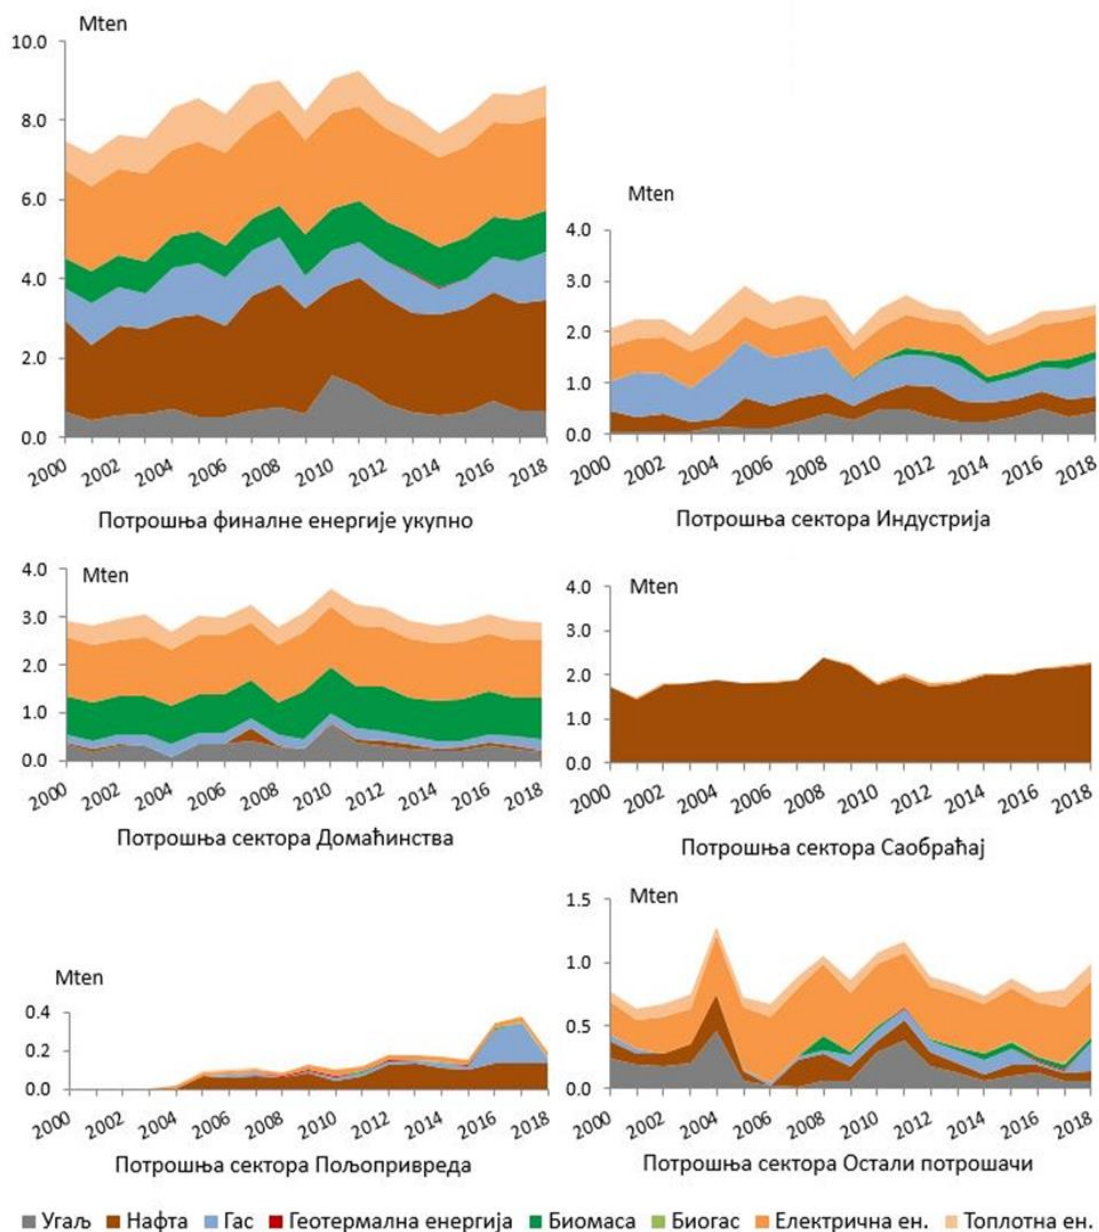 Mten
10.0
8.0
6.0
4.0
2.0
0.0
2000 2002 2004 2006 2008 2010 2012 2014 2016 2018
Потрошња финалне енергије укупно
Mten
4.0
3.0
2.0
1.0
0.0
2000 2002 2004 2006 2008 2010 2012 2014 2016 2018
Потрошња сектора Индустрија
Mten
4.0
3.0
2.0
1.0
0.0
2000 2002 2004 2006 2008 2010 2012 2014 2016 2018
Потрошња сектора Домаћинства
Mten
4.0
3.0
2.0
1.0
0.0
2000 2002 2004 2006 2008 2010 2012 2014 2016 2018
Потрошња сектора Саобраћај
Mten
0.4
0.2
0.0
2000 2002 2004 2006 2008 2010 2012 2014 2016 2018
Потрошња сектора Пољопривреда
Mten
1.5
1.0
0.5
0.0
2000 2002 2004 2006 2008 2010 2012 2014 2016 2018
Потрошња сектора Остали потрошачи
Угаљ Нафта Гас Геотермална енергија Биомаса Биогас Електрична ен. Топлотна ен.